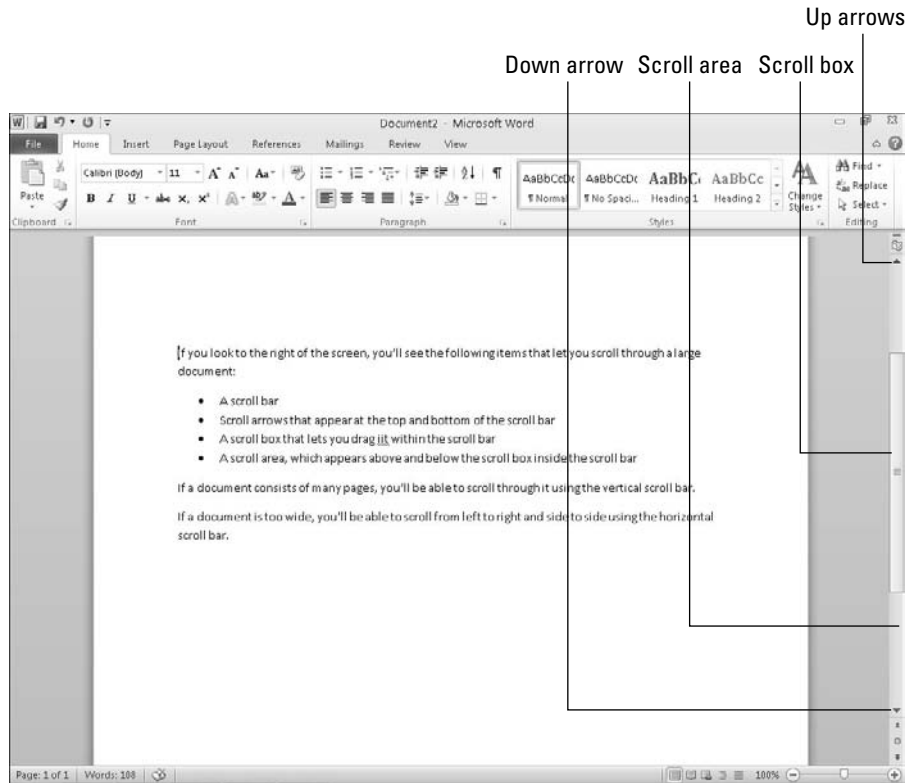 Up arrows
Down arrow Scroll area Scroll box
Document2 - Microsoft Word
File Home Insert Page Layout References Mailings Review View
Calibri (Body) 11 Aa
AaBbCcDc AaBbCcDc AaBbC AaBbCc
Find
Replace
Select
Paste
B I U abc x, x² A
¶ Normal ¶ No Spaci... Heading 1 Heading 2
Change
Styles
Clipboard Font Paragraph Styles Editing
If you look to the right of the screen, you'll see the following items that let you scroll through a large
document:
• A scroll bar
• Scroll arrows that appear at the top and bottom of the scroll bar
• A scroll box that lets you drag iit within the scroll bar
• A scroll area, which appears above and below the scroll box inside the scroll bar
If a document consists of many pages, you'll be able to scroll through it using the vertical scroll bar.
If a document is too wide, you'll be able to scroll from left to right and side to side using the horizontal
scroll bar.
Page: 1 of 1 Words: 108 100%